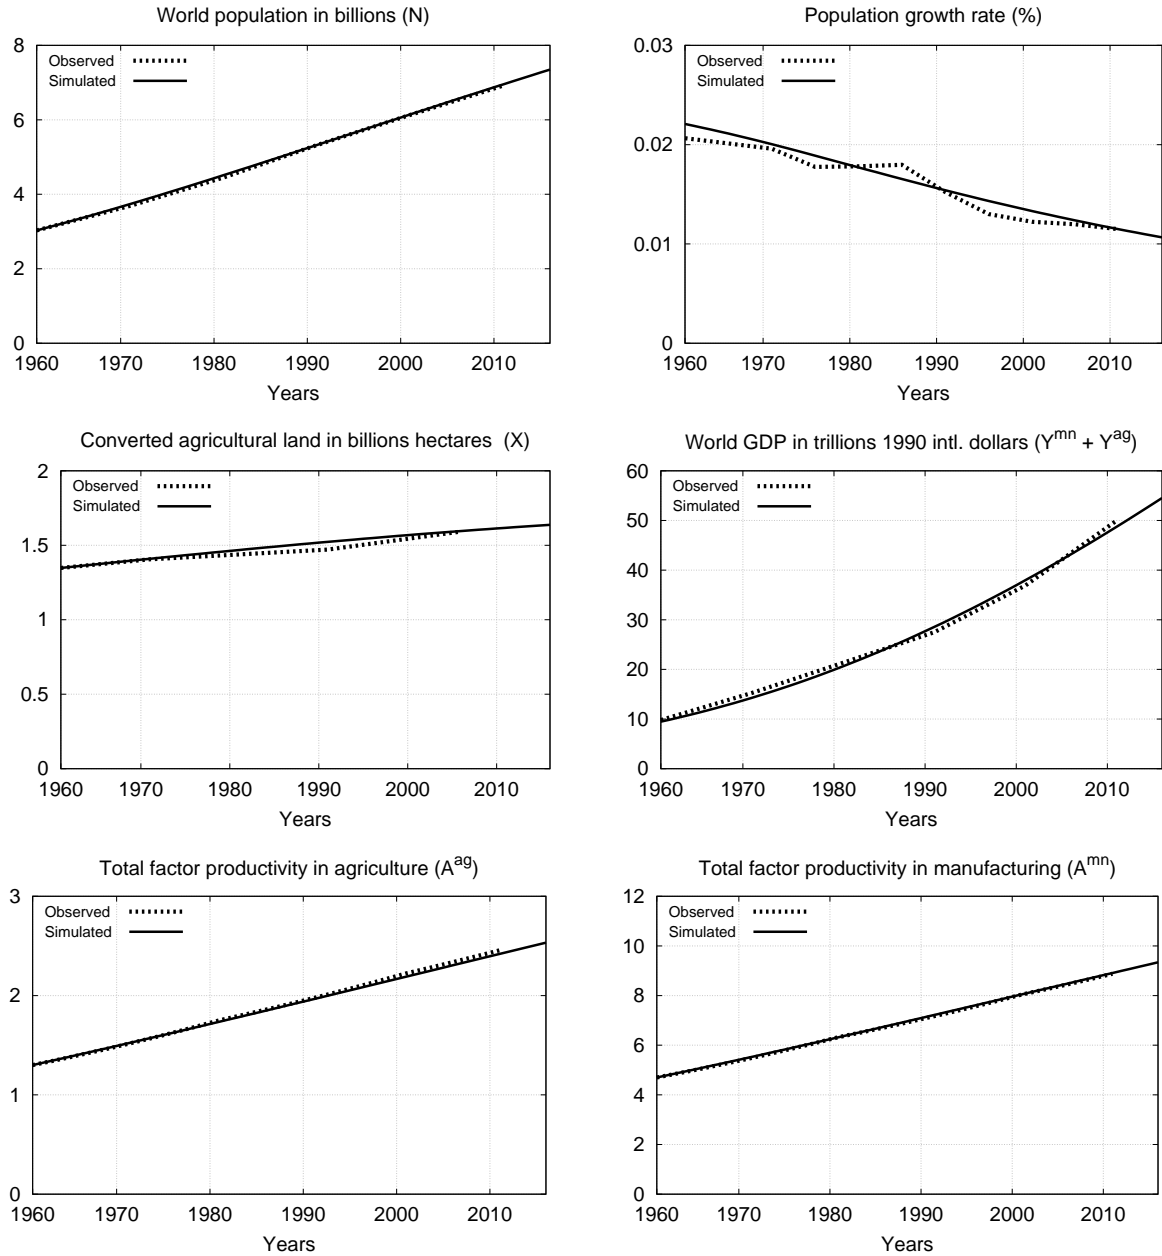 World population in billions (N)
8
6
4
2
0
Observed
Simulated
1960 1970 1980 1990 2000 2010
Years
Population growth rate (%)
0.03
0.02
0.01
0
Observed
Simulated
1960 1970 1980 1990 2000 2010
Years
Converted agricultural land in billions hectares (X)
2
1.5
1
0.5
0
Observed
Simulated
1960 1970 1980 1990 2000 2010
Years
World GDP in trillions 1990 intl. dollars (Y^mn + Y^ag)
60
50
40
30
20
10
0
Observed
Simulated
1960 1970 1980 1990 2000 2010
Years
Total factor productivity in agriculture (A^ag)
3
2
1
0
Observed
Simulated
1960 1970 1980 1990 2000 2010
Years
Total factor productivity in manufacturing (A^mn)
12
10
8
6
4
2
0
Observed
Simulated
1960 1970 1980 1990 2000 2010
Years